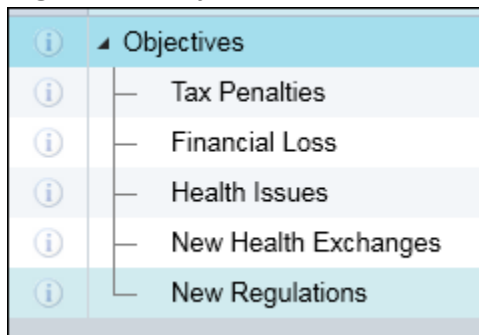 Objectives
Tax Penalties
Financial Loss
Health Issues
New Health Exchanges
New Regulations